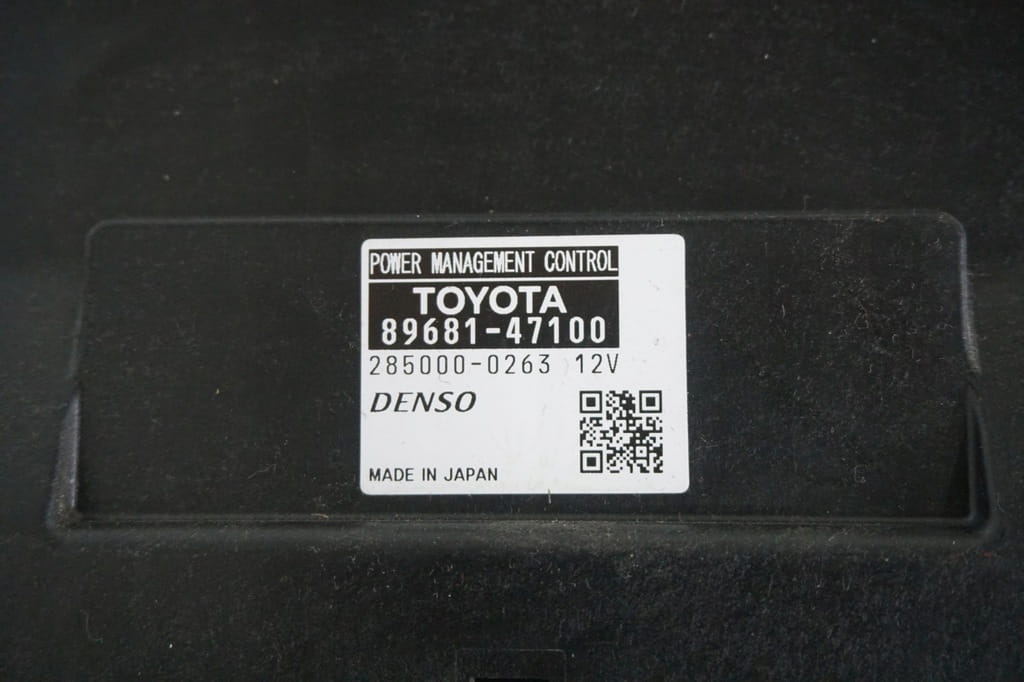 POWER MANAGEMENT CONTROL
TOYOTA
89681-47100
285000-0263 12V
DENSO
MADE IN JAPAN